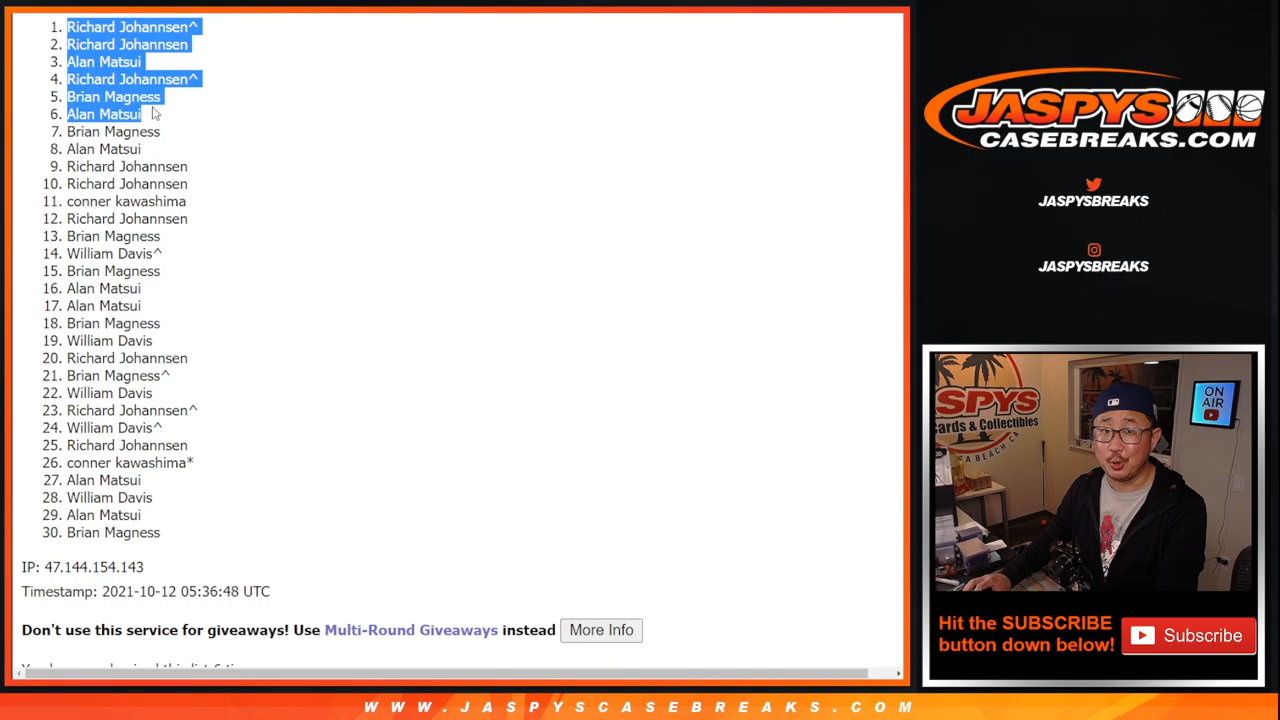 1. Richard Johannsen^
2. Richard Johannsen
3. Alan Matsui
4. Richard Johannsen^
5. Brian Magness
6. Alan Matsui
7. Brian Magness
8. Alan Matsui
9. Richard Johannsen
10. Richard Johannsen
11. conner kawashima
12. Richard Johannsen
13. Brian Magness
14. William Davis^
15. Brian Magness
16. Alan Matsui
17. Alan Matsui
18. Brian Magness
19. William Davis
20. Richard Johannsen
21. Brian Magness^
22. William Davis
23. Richard Johannsen^
24. William Davis^
25. Richard Johannsen
26. conner kawashima*
27. Alan Matsui
28. William Davis
29. Alan Matsui
30. Brian Magness
IP: 47.144.154.143
Timestamp: 2021-10-12 05:36:48 UTC
Don't use this service for giveaways! Use Multi-Round Giveaways instead More Info
JASPYS
CASEBREAKS.COM
JASPYSBREAKS
JASPYSBREAKS
ON
AIR
Cards & Collectibles
Hit the SUBSCRIBE
button down below!
Subscribe
WWW.JASPYSCASEBREAKS.COM